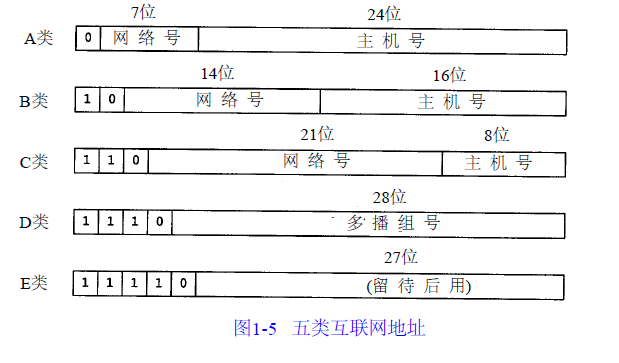 7位 24位
A类 0 网 络 号 主 机 号
14位 16位
B类 1 0 网 络 号 主 机 号
21位 8位
C类 1 1 0 网 络 号 主 机 号
28位
D类 1 1 1 0 多 播 组 号
27位
E类 1 1 1 1 0 (留 待 后 用)
图1-5 五类互联网地址